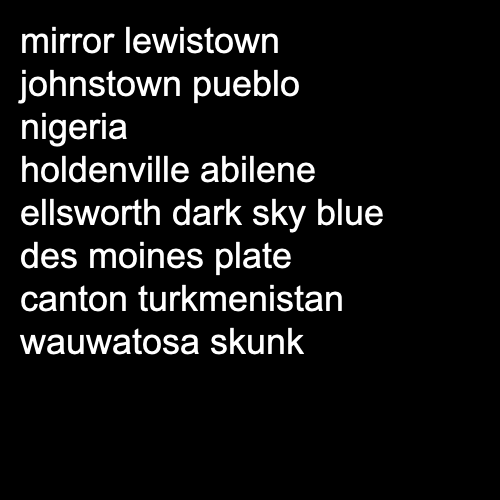 mirror lewistown
johnstown pueblo
nigeria
holdenville abilene
ellsworth dark sky blue
des moines plate
canton turkmenistan
wauwatosa skunk